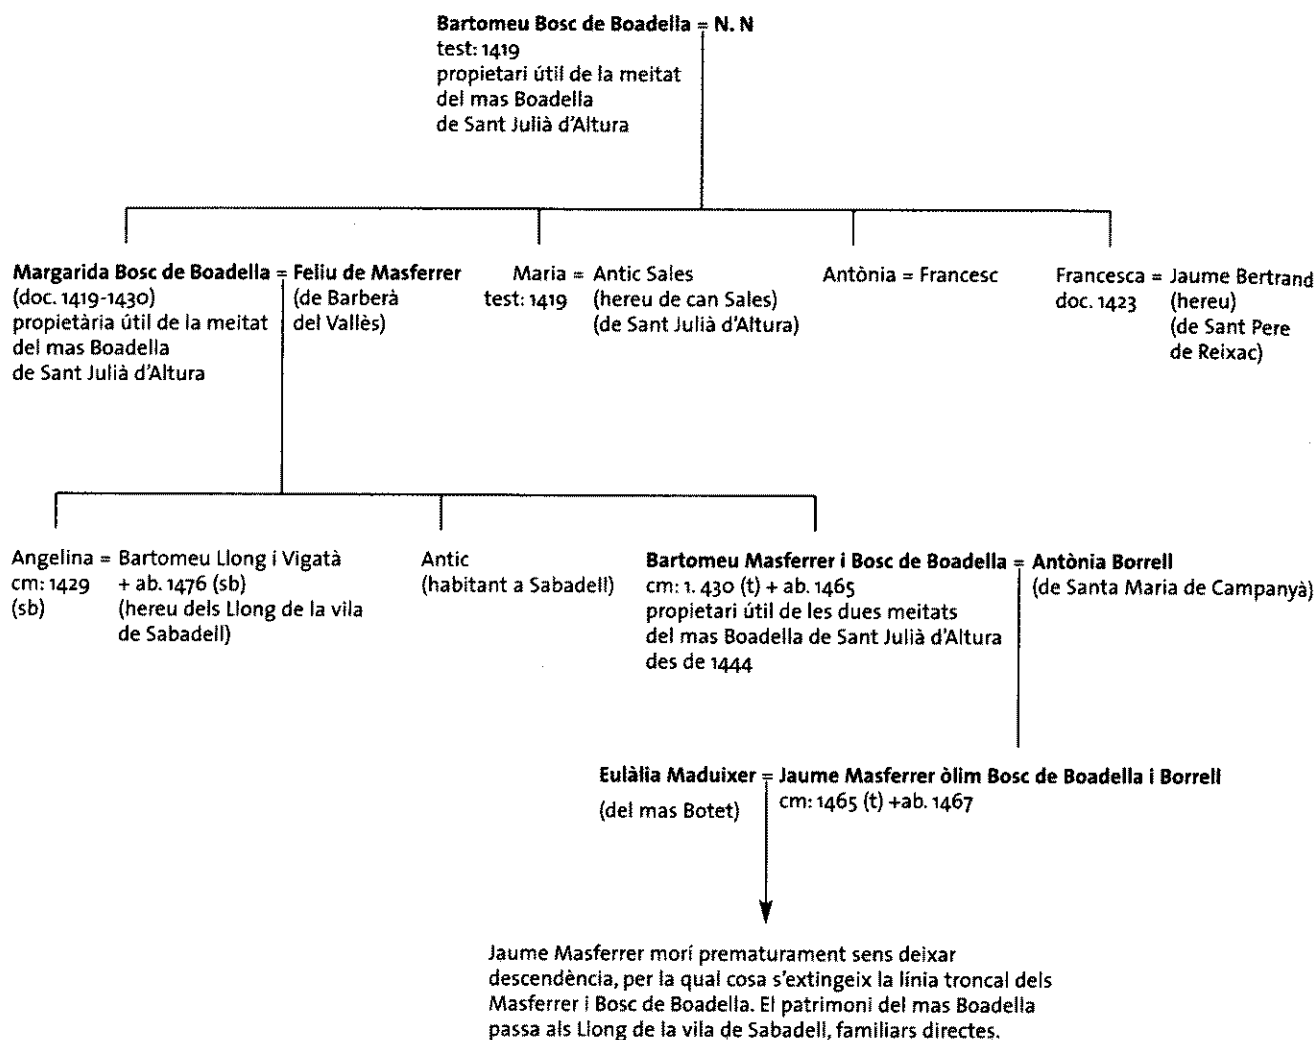 Bartomeu Bosc de Boadella = N. N
test: 1419
propietari útil de la meitat
del mas Boadella
de Sant Julià d'Altura
Margarida Bosc de Boadella = Feliu de Masferrer
(doc. 1419-1430)
propietària útil de la meitat
del mas Boadella
de Sant Julià d'Altura
(de Barberà
del Vallès)
Maria = Antic Sales
test: 1419
(hereu de can Sales)
(de Sant Julià d'Altura)
Antònia = Francesc
Francesca = Jaume Bertrand
doc. 1423
(hereu)
(de Sant Pere
de Reixac)
Angelina = Bartomeu Llong i Vigatà
cm: 1429
(sb)
+ ab. 1476 (sb)
(hereu dels Llong de la vila
de Sabadell)
Antic
(habitant a Sabadell)
Bartomeu Masferrer i Bosc de Boadella = Antònia Borrell
cm: 1. 430 (t) + ab. 1465
propietari útil de les dues meitats
del mas Boadella de Sant Julià d'Altura
des de 1444
(de Santa Maria de Campanyà)
Eulàlia Maduixer = Jaume Masferrer òlim Bosc de Boadella i Borrell
(del mas Botet)
cm: 1465 (t) +ab. 1467
Jaume Masferrer morí prematurament sens deixar
descendència, per la qual cosa s'extingeix la línia troncal dels
Masferrer i Bosc de Boadella. El patrimoni del mas Boadella
passa als Llong de la vila de Sabadell, familiars directes.